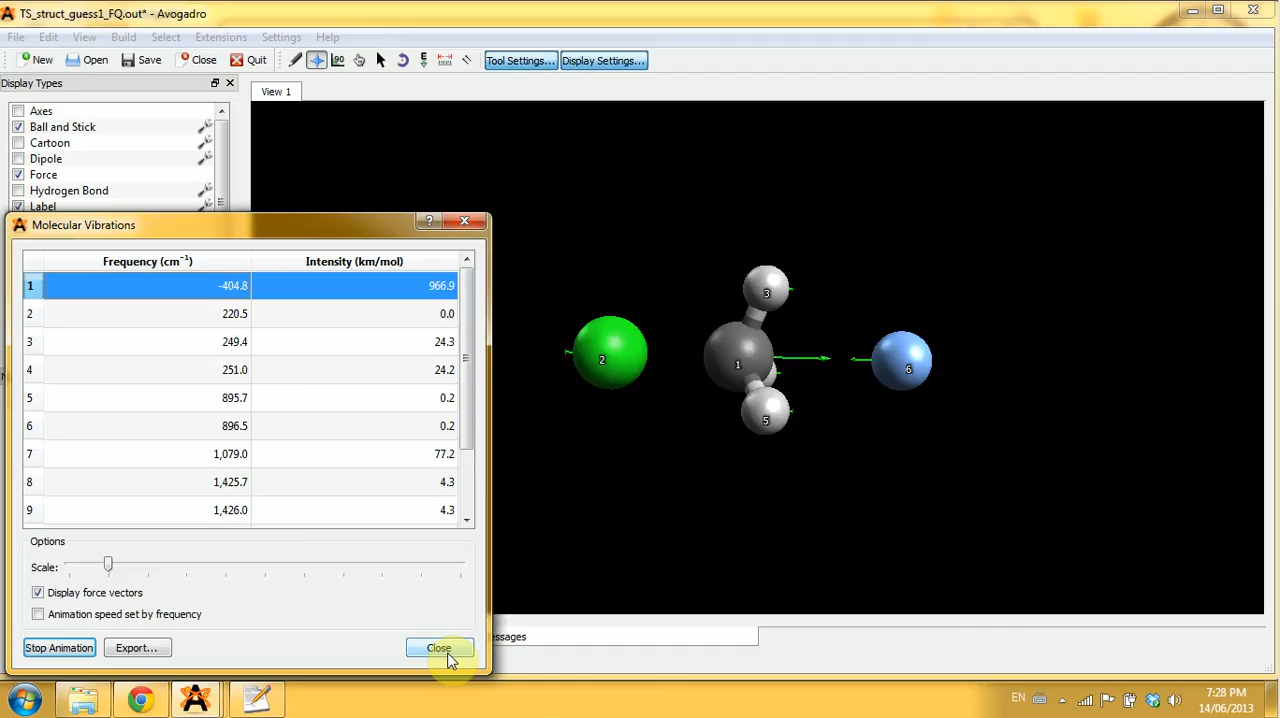 TS_struct_guess1_FQ.out* - Avogadro
File Edit View Build Select Extensions Settings Help
New Open Save Close Quit Tool Settings... Display Settings...
Display Types
View 1
Axes
Ball and Stick
Cartoon
Dipole
Force
Hydrogen Bond
Label
Molecular Vibrations
Frequency (cm-1) Intensity (km/mol)
1 -404.8 966.9
2 220.5 0.0
3 249.4 24.3
4 251.0 24.2
5 895.7 0.2
6 896.5 0.2
7 1,079.0 77.2
8 1,425.7 4.3
9 1,426.0 4.3
Options
Scale:
Display force vectors
Animation speed set by frequency
Stop Animation Export... Close
3
2
1
6
5
essages
EN
7:28 PM
14/06/2013